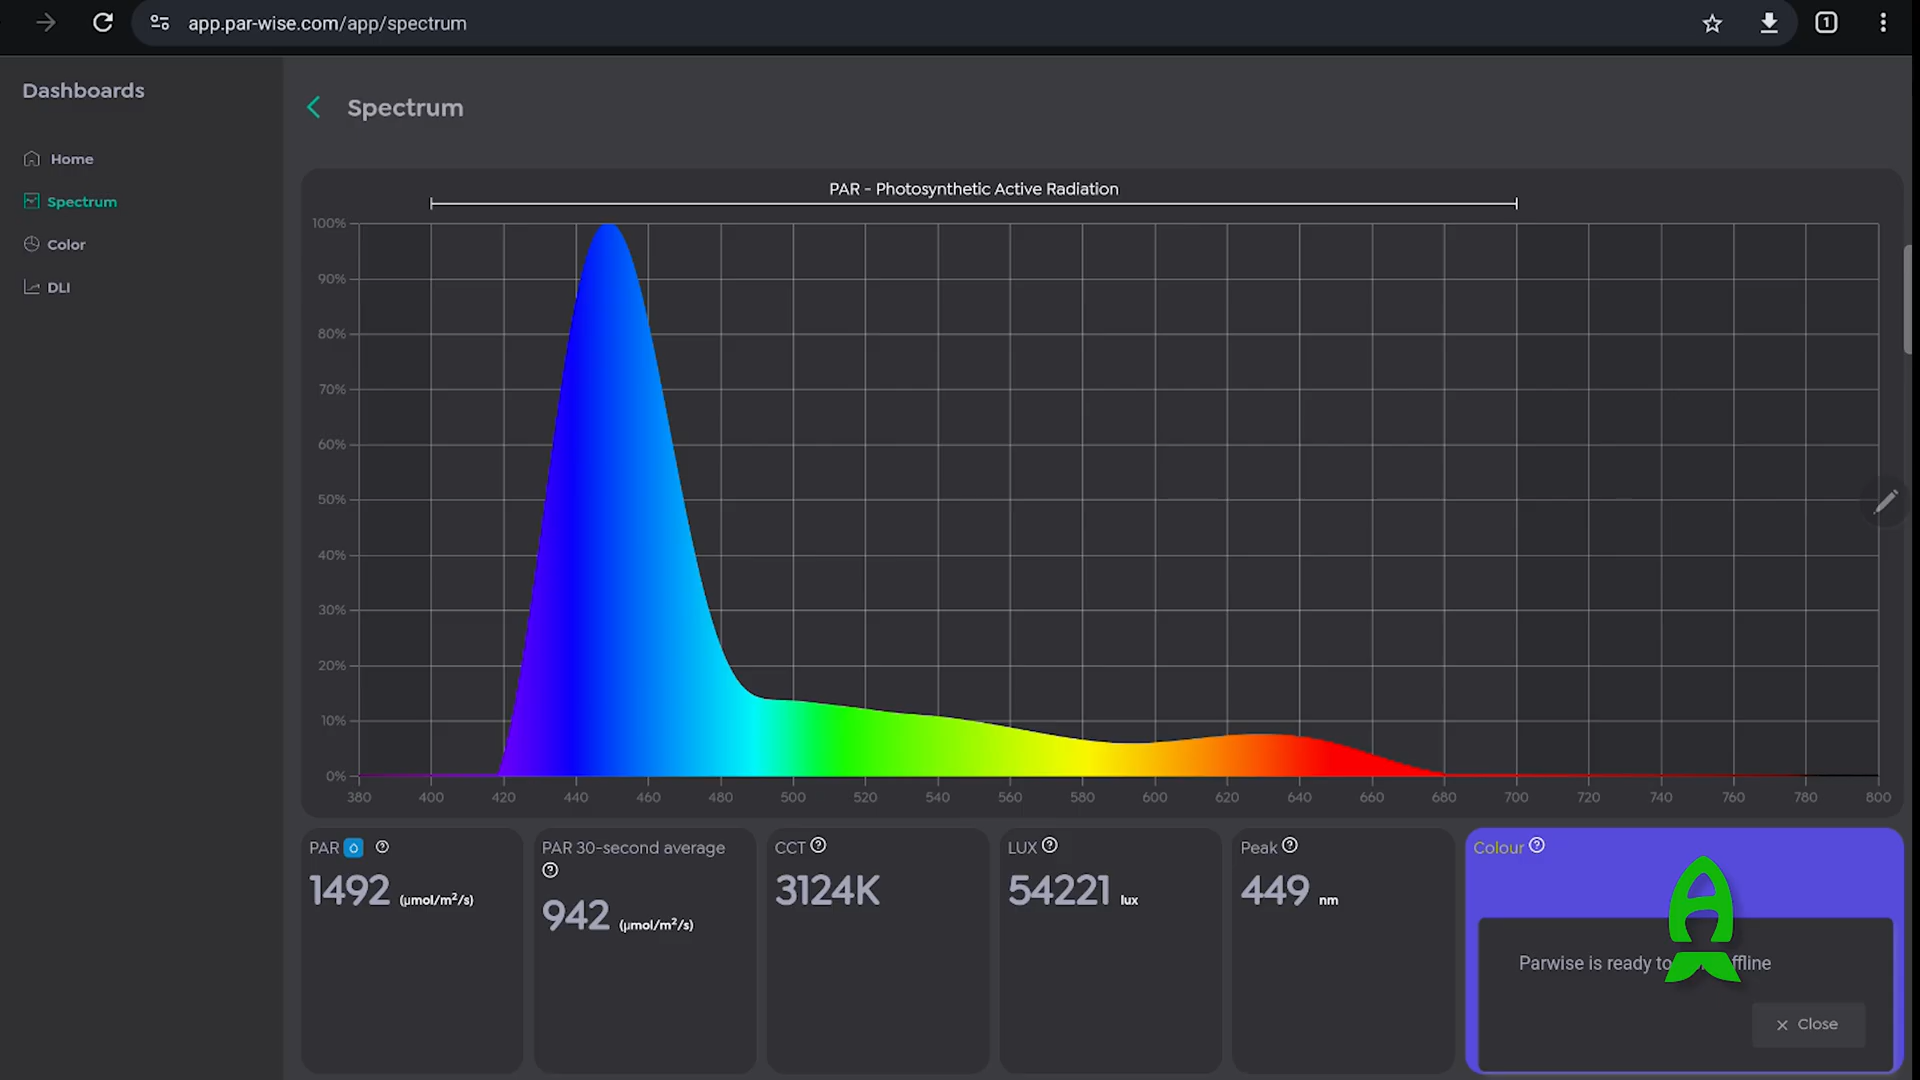 app.par-wise.com/app/spectrum
1
Dashboards
Home
Spectrum
Color
DLI
Spectrum
PAR - Photosynthetic Active Radiation
100%
90%
80%
70%
60%
50%
40%
30%
20%
10%
0%
380 400 420 440 460 480 500 520 540 560 580 600 620 640 660 680 700 720 740 760 780 800
PAR
1492 (μmol/m²/s)
PAR 30-second average
942 (μmol/m²/s)
CCT
3124K
LUX
54221 lux
Peak
449 nm
Colour
Parwise is ready to
Close